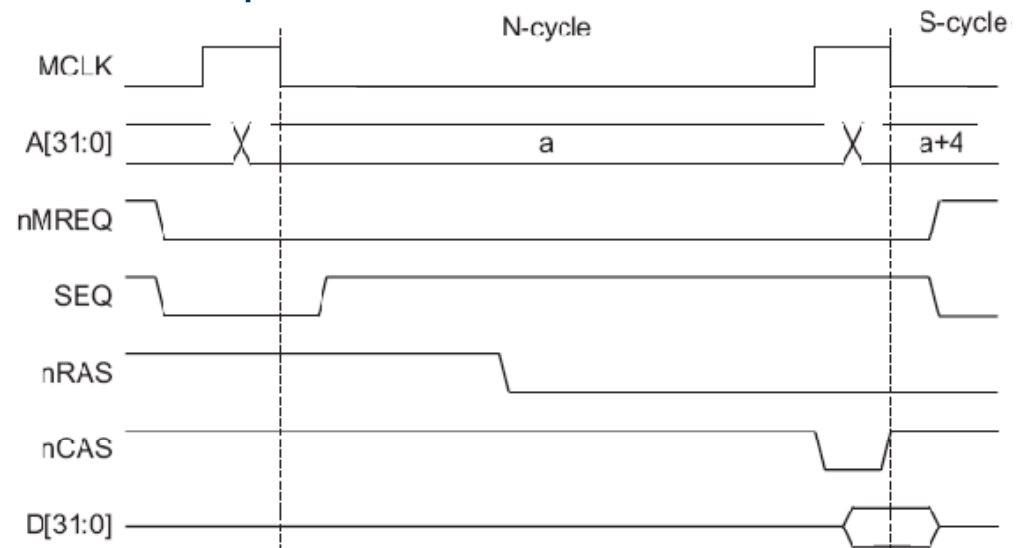 N-cycle
S-cycle
MCLK
A[31:0]
a
a+4
nMREQ
SEQ
nRAS
nCAS
D[31:0]